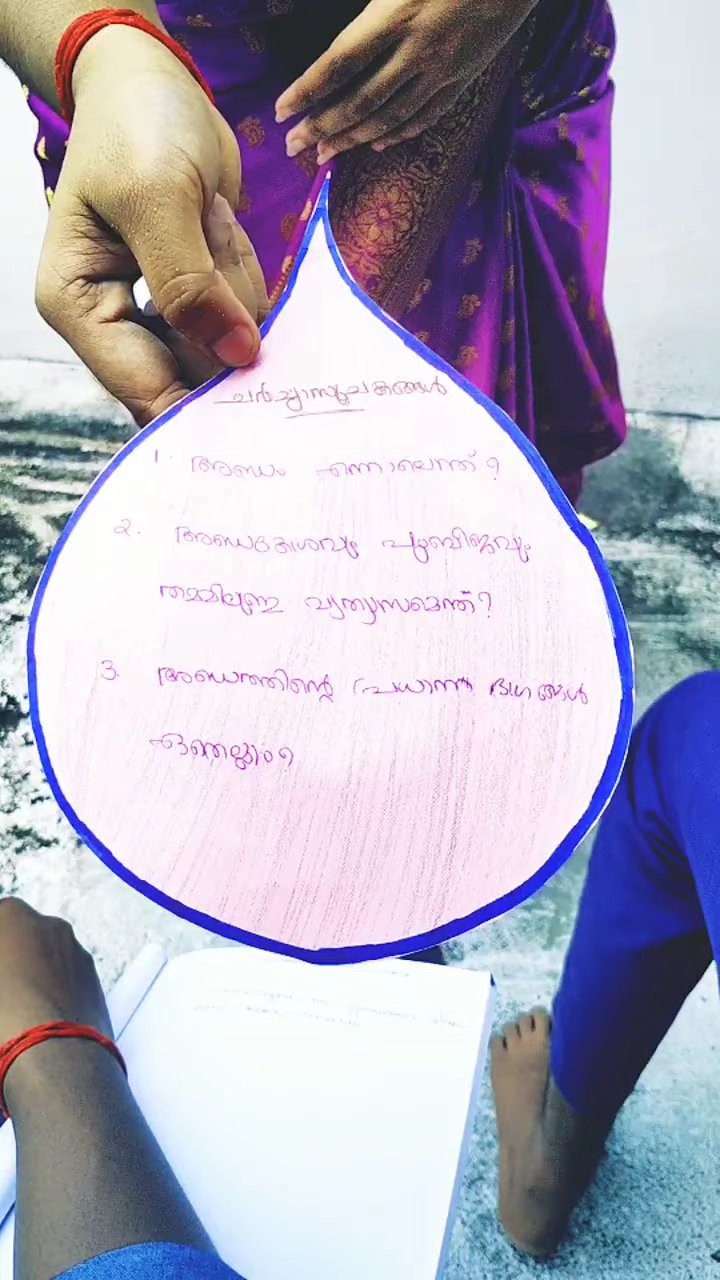 ചർച്ചാസൂചകങ്ങൾ
1. അണ്ഡം എന്നാലെന്ത് ?
2. അണ്ഡകോശവും പുംബീജവും
തമ്മിലുള്ള വ്യത്യാസമെന്ത് ?
3. അണ്ഡത്തിന്റെ പ്രധാന ഭാഗങ്ങൾ
ഏതെല്ലാം ?